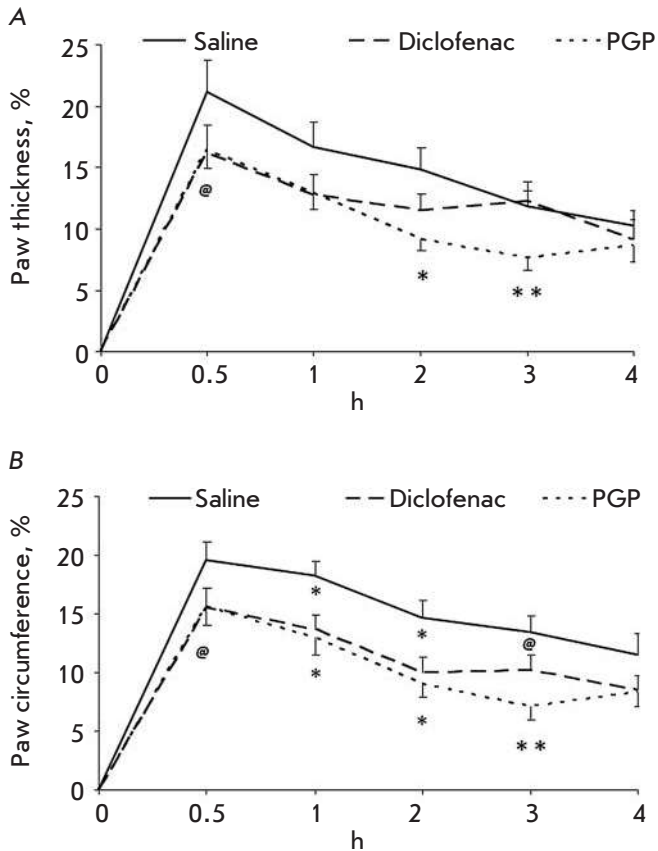 A
Saline Diclofenac PGP
Paw thickness, %
25
20
15
10
5
0
@
*
**
0 0.5 1 2 3 4
h
B
Saline Diclofenac PGP
Paw circumference, %
25
20
15
10
5
0
* * @
@ * * **
0 0.5 1 2 3 4
h